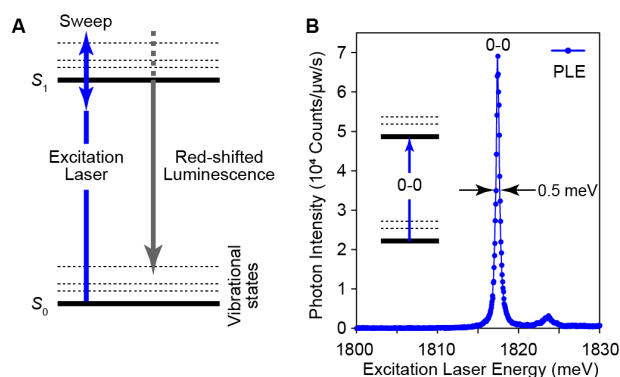 A
Sweep
S1
Excitation
Laser
Red-shifted
Luminescence
S0
Vibrational
states
B
0-0
PLE
7
6
5
4
3
2
1
0
Photon Intensity (10⁴ Counts/μw/s)
0-0
0.5 meV
1800
1810
1820
1830
Excitation Laser Energy (meV)